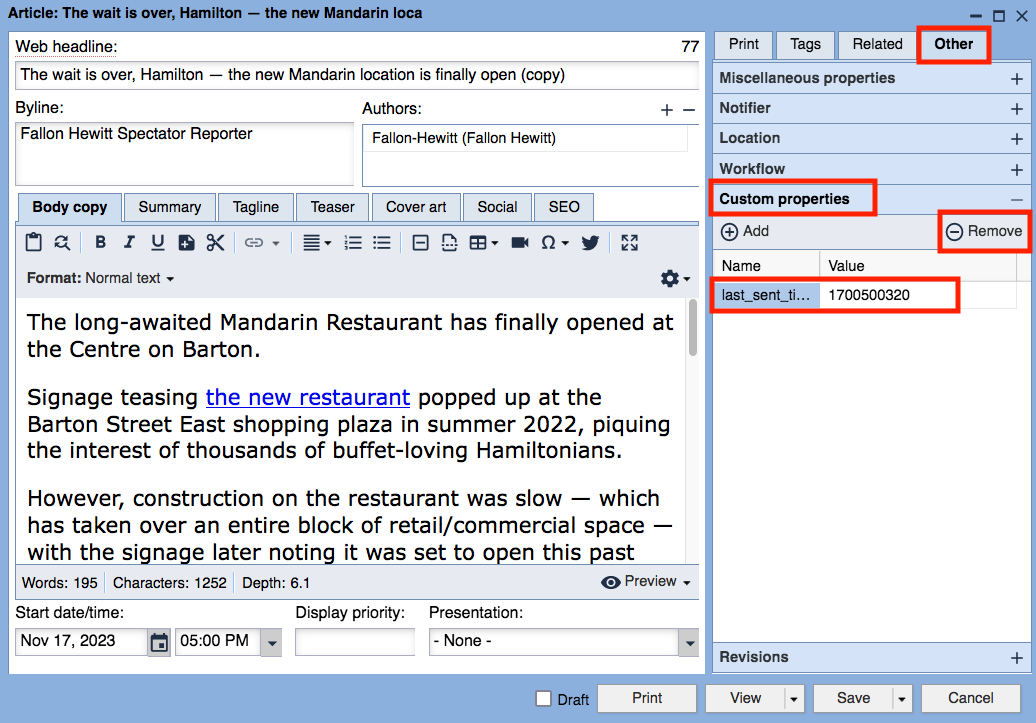 Article: The wait is over, Hamilton — the new Mandarin loca
Web headline:
77
The wait is over, Hamilton — the new Mandarin location is finally open (copy)
Byline:
Fallon Hewitt Spectator Reporter
Authors:
Fallon-Hewitt (Fallon Hewitt)
Body copy
Summary
Tagline
Teaser
Cover art
Social
SEO
Format: Normal text
The long-awaited Mandarin Restaurant has finally opened at
the Centre on Barton.
Signage teasing the new restaurant popped up at the
Barton Street East shopping plaza in summer 2022, piquing
the interest of thousands of buffet-loving Hamiltonians.
However, construction on the restaurant was slow — which
has taken over an entire block of retail/commercial space —
with the signage later noting it was set to open this past
Words: 195
Characters: 1252
Depth: 6.1
Preview
Start date/time:
Display priority:
Presentation:
Nov 17, 2023
05:00 PM
- None -
Print
Tags
Related
Other
Miscellaneous properties
Notifier
Location
Workflow
Custom properties
Add
Remove
Name
Value
last_sent_ti...
1700500320
Revisions
Draft
Print
View
Save
Cancel